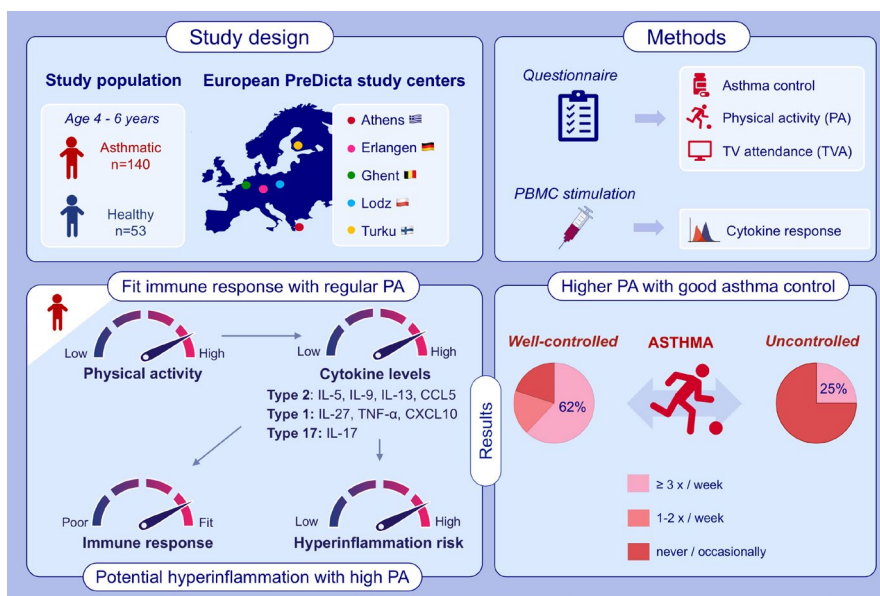 Study design
Study population
Age 4 - 6 years
Asthmatic
n=140
Healthy
n=53
European PreDicta study centers
Athens
Erlangen
Ghent
Lodz
Turku
Methods
Questionnaire
Asthma control
Physical activity (PA)
TV attendance (TVA)
PBMC stimulation
Cytokine response
Results
Fit immune response with regular PA
Low
High
Physical activity
Low
High
Cytokine levels
Type 2: IL-5, IL-9, IL-13, CCL5
Type 1: IL-27, TNF-α, CXCL10
Type 17: IL-17
Poor
Fit
Immune response
Low
High
Hyperinflammation risk
Potential hyperinflammation with high PA
Higher PA with good asthma control
Well-controlled
ASTHMA
Uncontrolled
62%
25%
≥ 3 x / week
1-2 x / week
never / occasionally